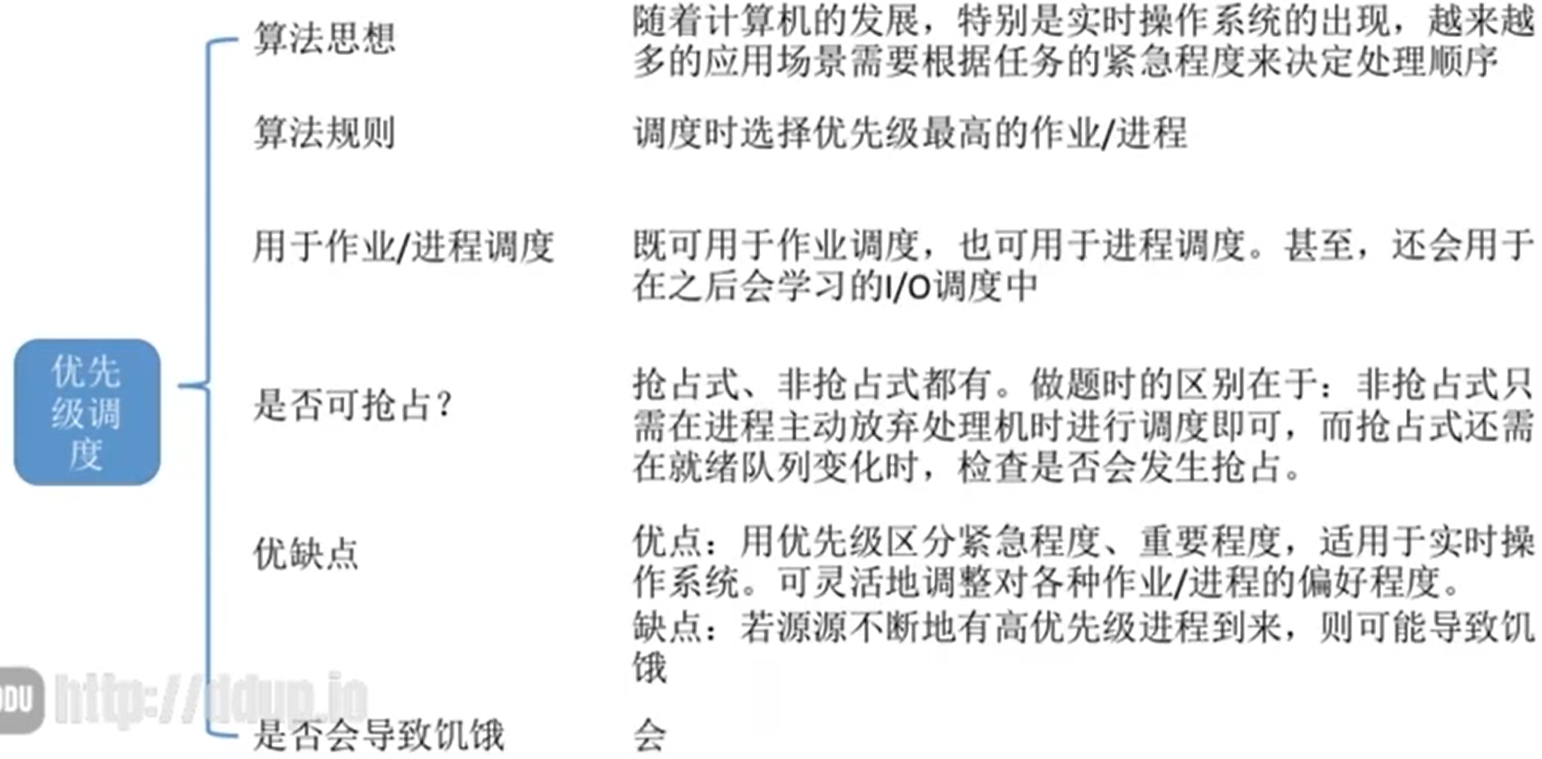 算法思想
随着计算机的发展，特别是实时操作系统的出现，越来越
多的应用场景需要根据任务的紧急程度来决定处理顺序
算法规则
调度时选择优先级最高的作业/进程
用于作业/进程调度
既可用于作业调度，也可用于进程调度。甚至，还会用于
在之后会学习的I/O调度中
优先
级调
度
是否可抢占？
抢占式、非抢占式都有。做题时的区别在于：非抢占式只
需在进程主动放弃处理机时进行调度即可，而抢占式还需
在就绪队列变化时，检查是否会发生抢占。
优缺点
优点：用优先级区分紧急程度、重要程度，适用于实时操
作系统。可灵活地调整对各种作业/进程的偏好程度。
缺点：若源源不断地有高优先级进程到来，则可能导致饥
饿
DDU http://ddup.io
是否会导致饥饿
会